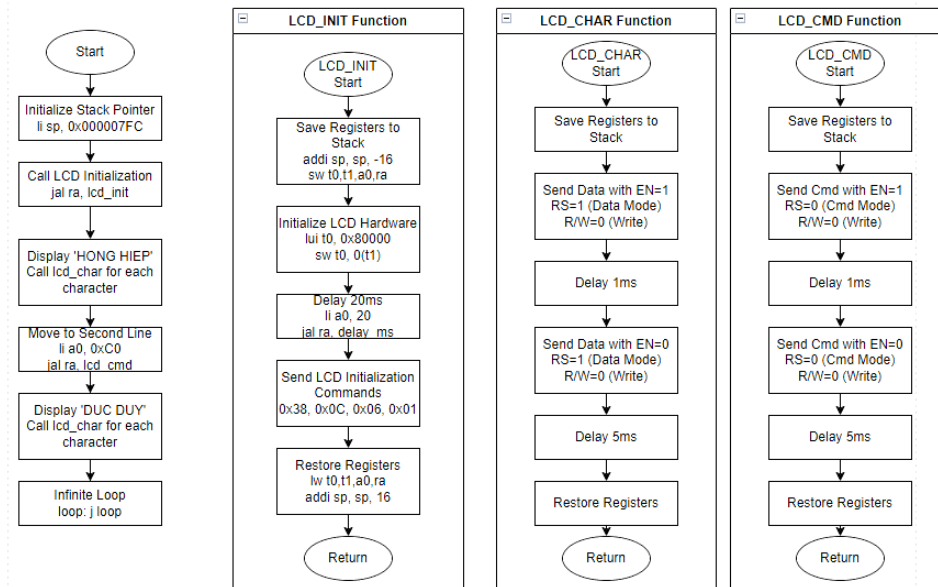 Start
Initialize Stack Pointer
li sp, 0x000007FC
Call LCD Initialization
jal ra, lcd_init
Display 'HONG HIEP'
Call lcd_char for each
character
Move to Second Line
li a0, 0xC0
jal ra, lcd_cmd
Display 'DUC DUY'
Call lcd_char for each
character
Infinite Loop
loop: j loop
LCD_INIT Function
LCD_INIT
Start
Save Registers to
Stack
addi sp, sp, -16
sw t0,t1,a0,ra
Initialize LCD Hardware
lui t0, 0x80000
sw t0, 0(t1)
Delay 20ms
li a0, 20
jal ra, delay_ms
Send LCD Initialization
Commands
0x38, 0x0C, 0x06, 0x01
Restore Registers
lw t0,t1,a0,ra
addi sp, sp, 16
Return
LCD_CHAR Function
LCD_CHAR
Start
Save Registers to
Stack
Send Data with EN=1
RS=1 (Data Mode)
R/W=0 (Write)
Delay 1ms
Send Data with EN=0
RS=1 (Data Mode)
R/W=0 (Write)
Delay 5ms
Restore Registers
Return
LCD_CMD Function
LCD_CMD
Start
Save Registers to
Stack
Send Cmd with EN=1
RS=0 (Cmd Mode)
R/W=0 (Write)
Delay 1ms
Send Cmd with EN=0
RS=0 (Cmd Mode)
R/W=0 (Write)
Delay 5ms
Restore Registers
Return